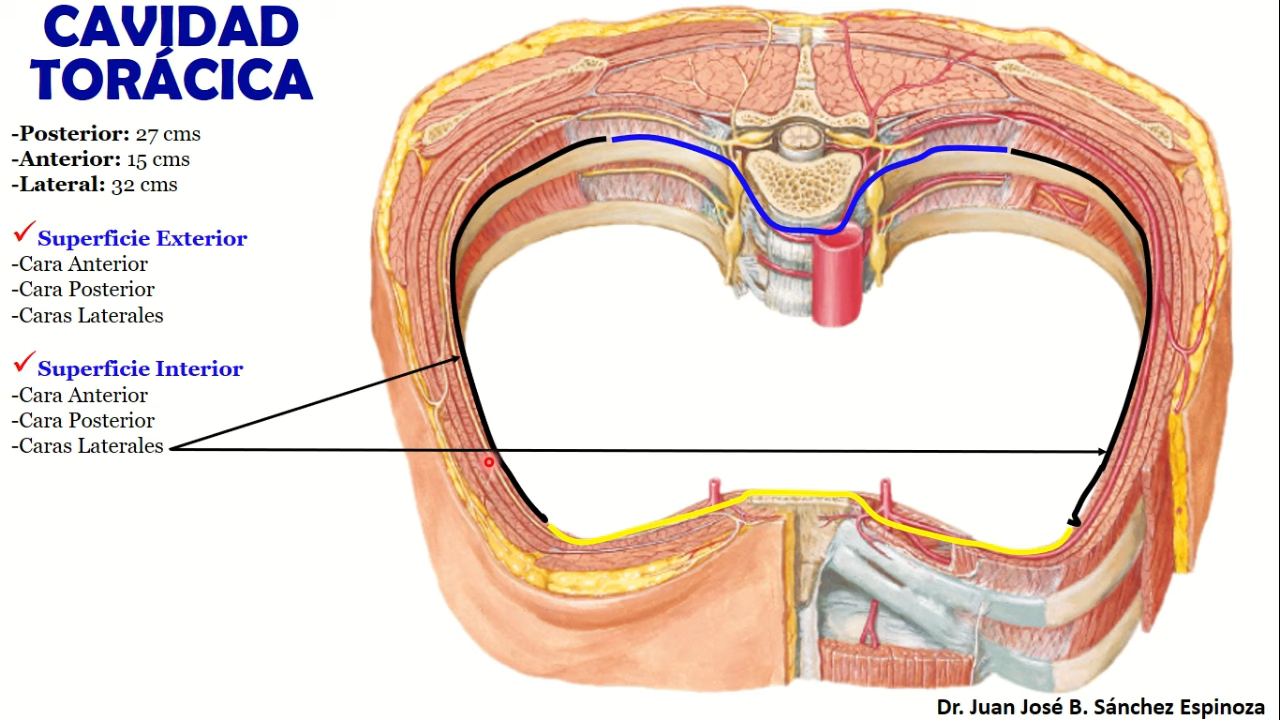 CAVIDAD
TORÁCICA
-Posterior: 27 cms
-Anterior: 15 cms
-Lateral: 32 cms
✓Superficie Exterior
-Cara Anterior
-Cara Posterior
-Caras Laterales
✓Superficie Interior
-Cara Anterior
-Cara Posterior
-Caras Laterales
Dr. Juan José B. Sánchez Espinoza